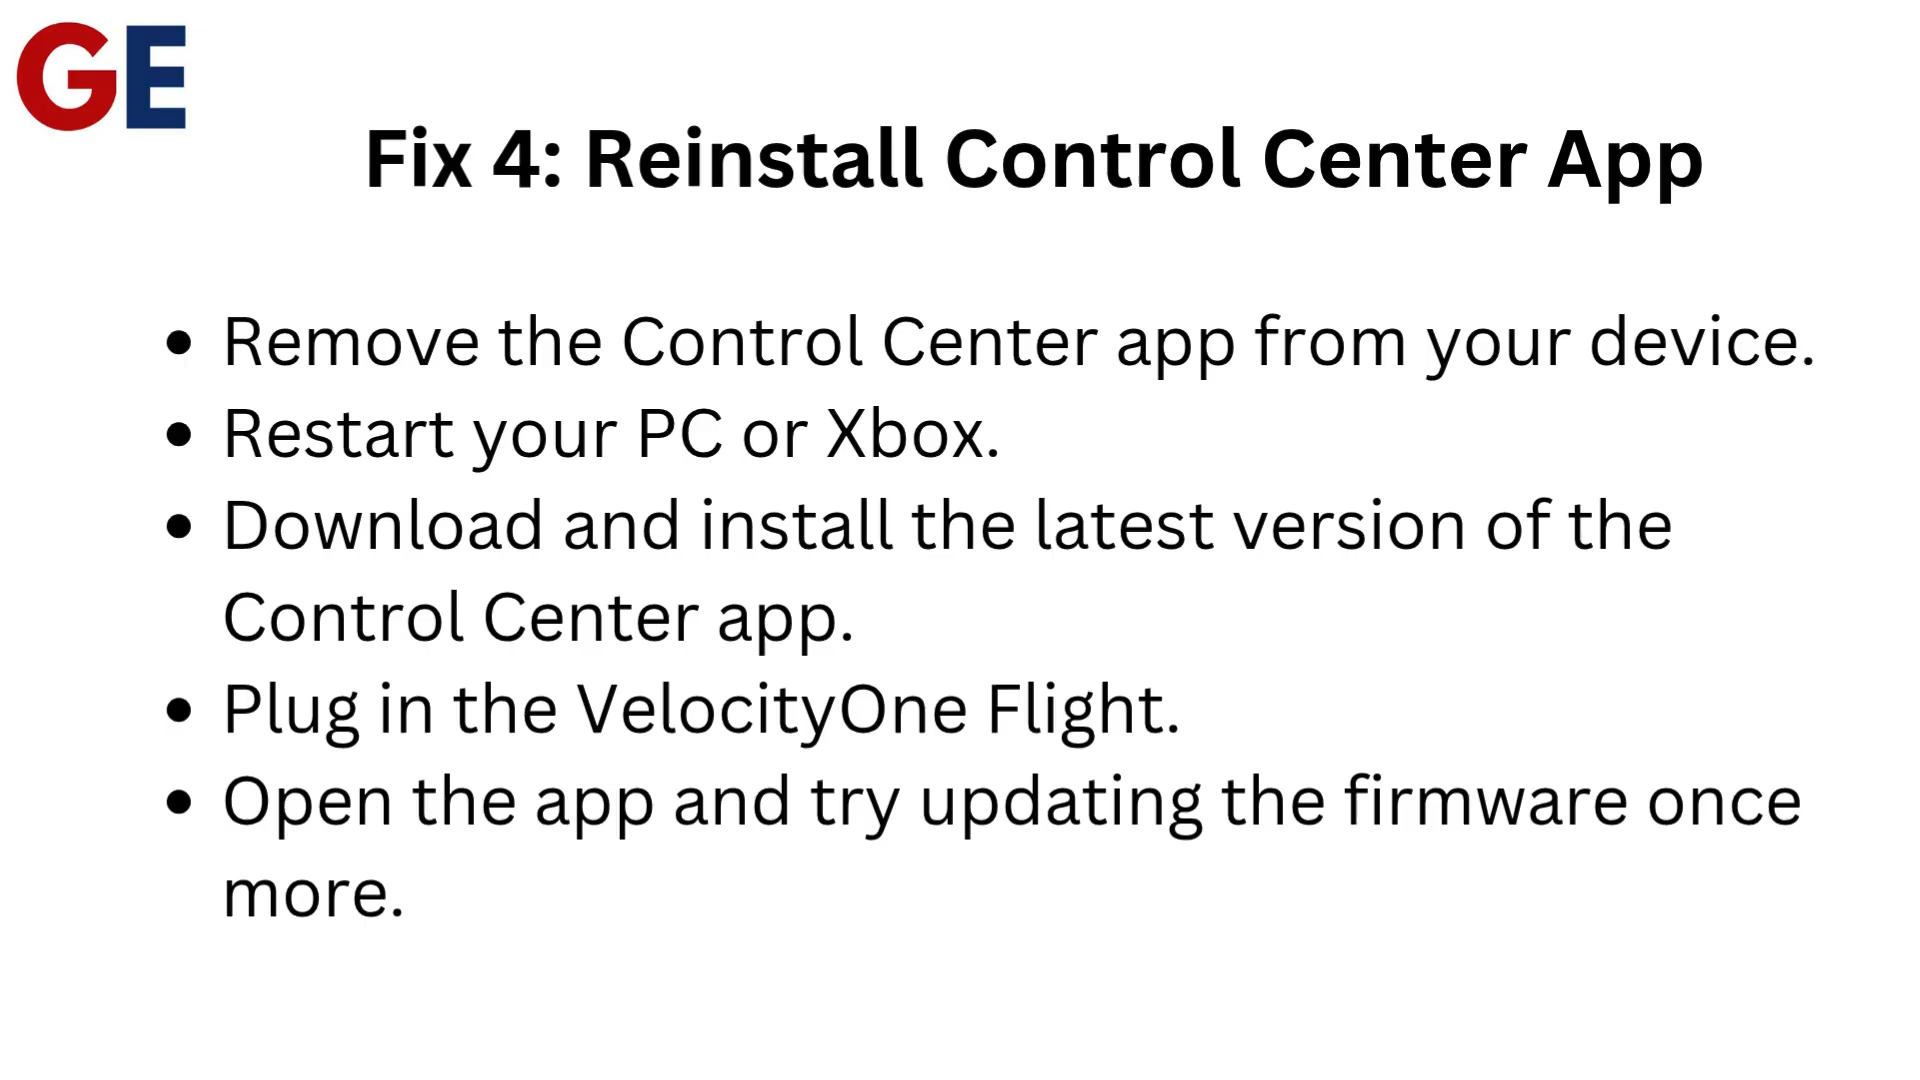 GE
Fix 4: Reinstall Control Center App
• Remove the Control Center app from your device.
• Restart your PC or Xbox.
• Download and install the latest version of the
Control Center app.
• Plug in the VelocityOne Flight.
• Open the app and try updating the firmware once
more.